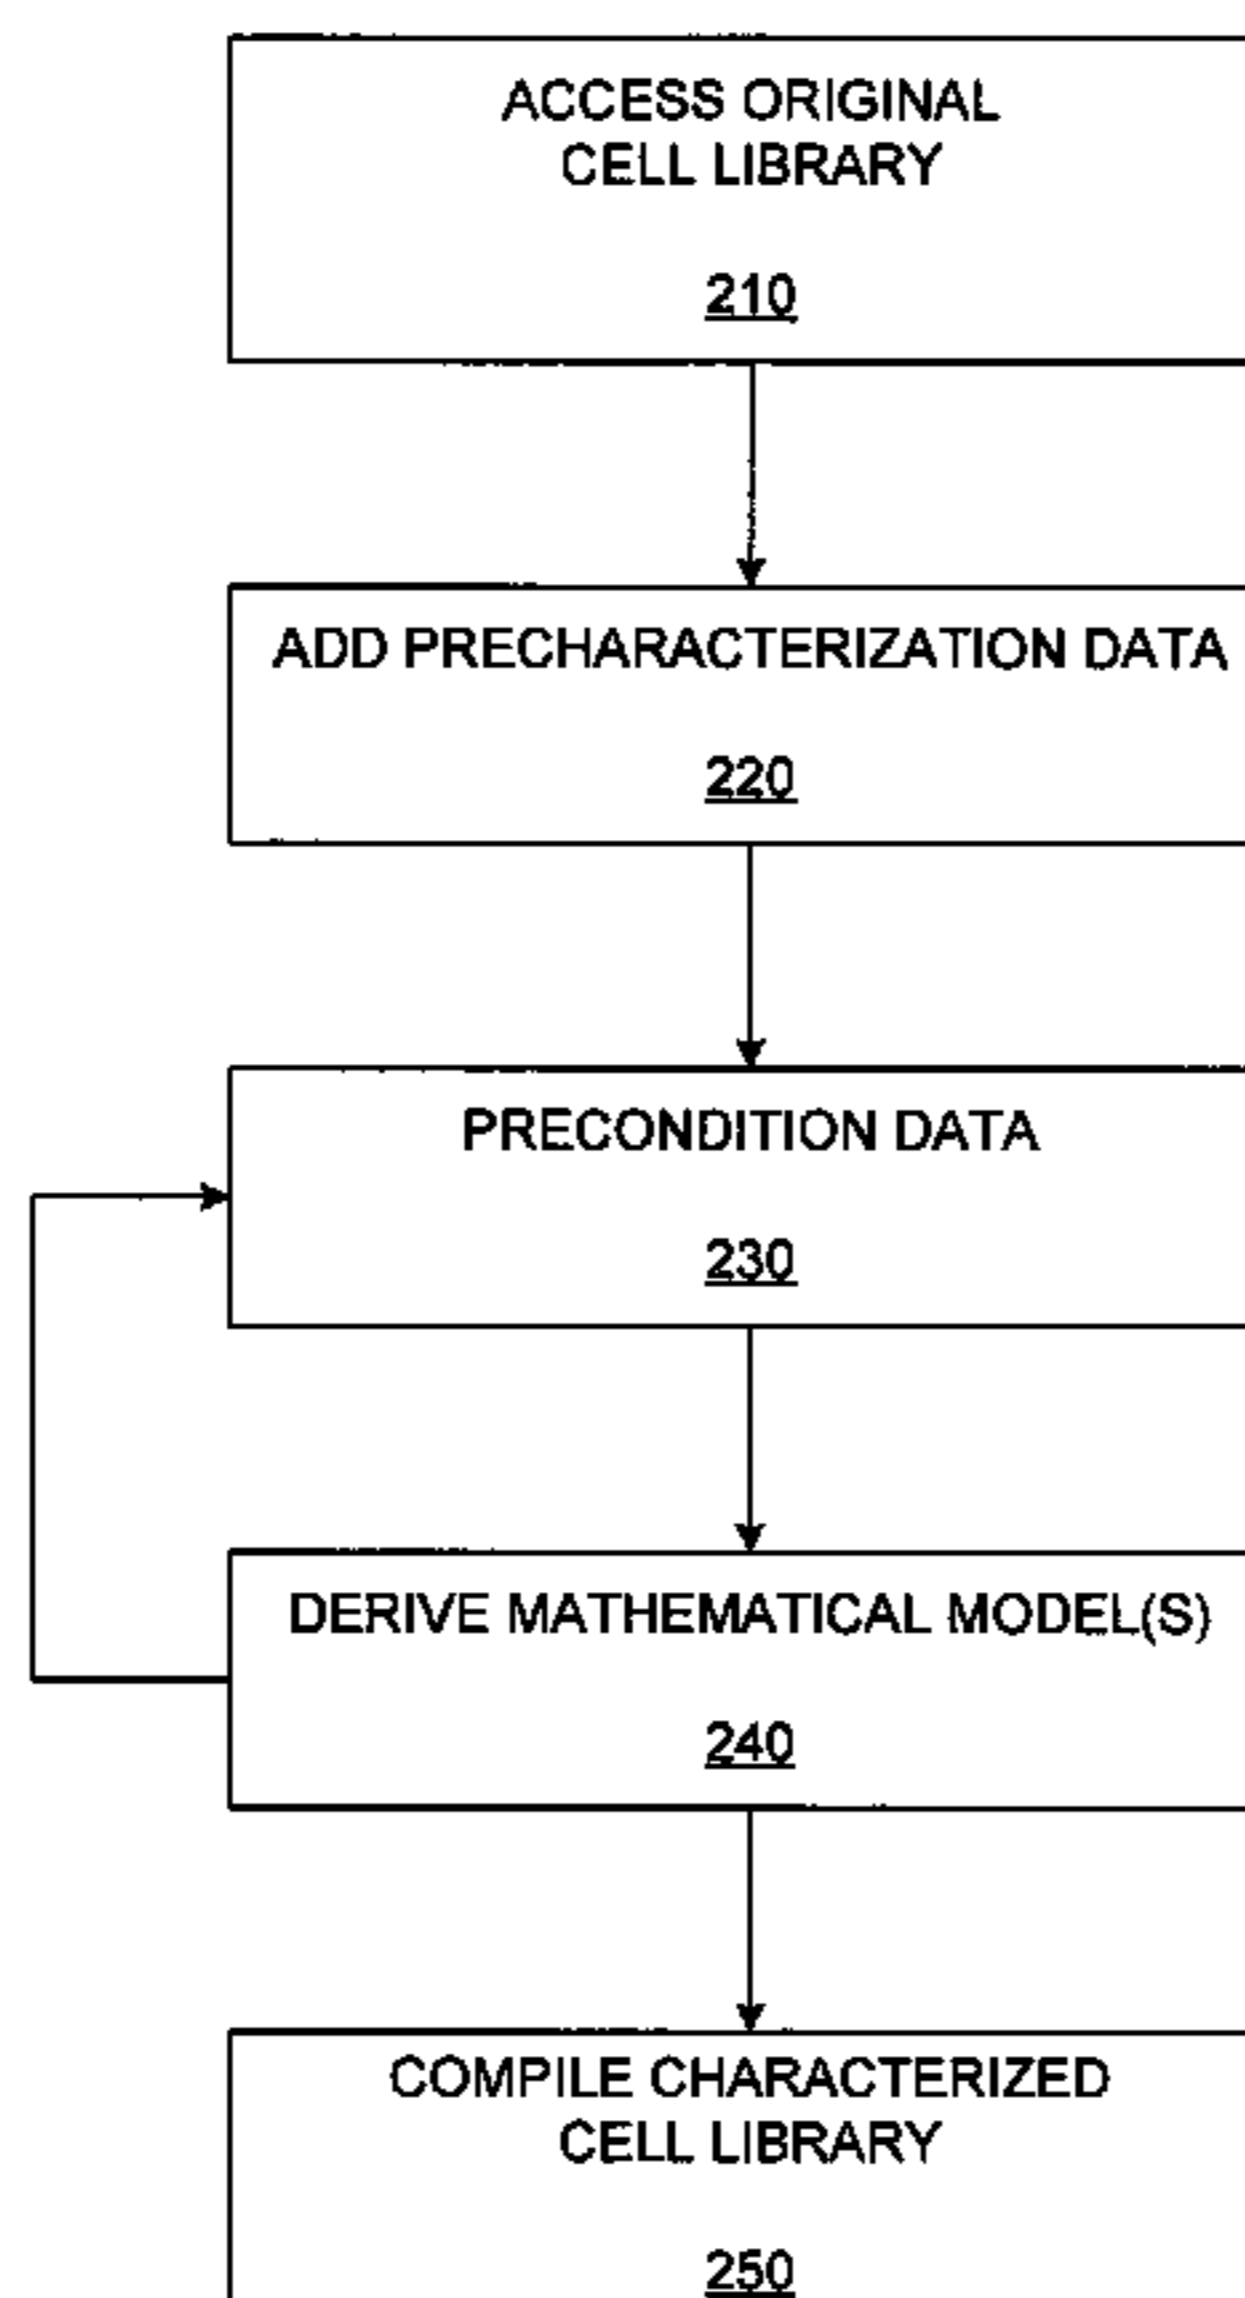 ACCESS ORIGINAL
CELL LIBRARY
210
ADD PRECHARACTERIZATION DATA
220
PRECONDITION DATA
230
DERIVE MATHEMATICAL MODEL(S)
240
COMPILE CHARACTERIZED
CELL LIBRARY
250